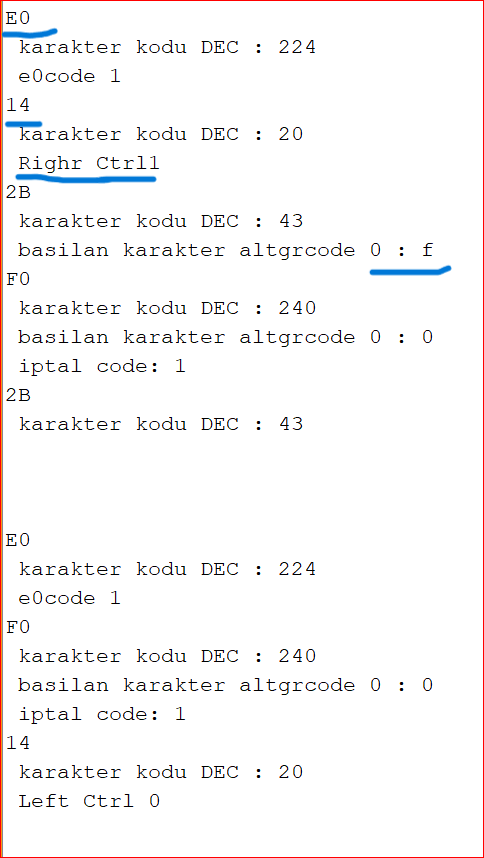 E0
karakter kodu DEC : 224
e0code 1
14
karakter kodu DEC : 20
Righr Ctrl1
2B
karakter kodu DEC : 43
basilan karakter altgrcode 0 : f
F0
karakter kodu DEC : 240
basilan karakter altgrcode 0 : 0
iptal code: 1
2B
karakter kodu DEC : 43
E0
karakter kodu DEC : 224
e0code 1
F0
karakter kodu DEC : 240
basilan karakter altgrcode 0 : 0
iptal code: 1
14
karakter kodu DEC : 20
Left Ctrl 0